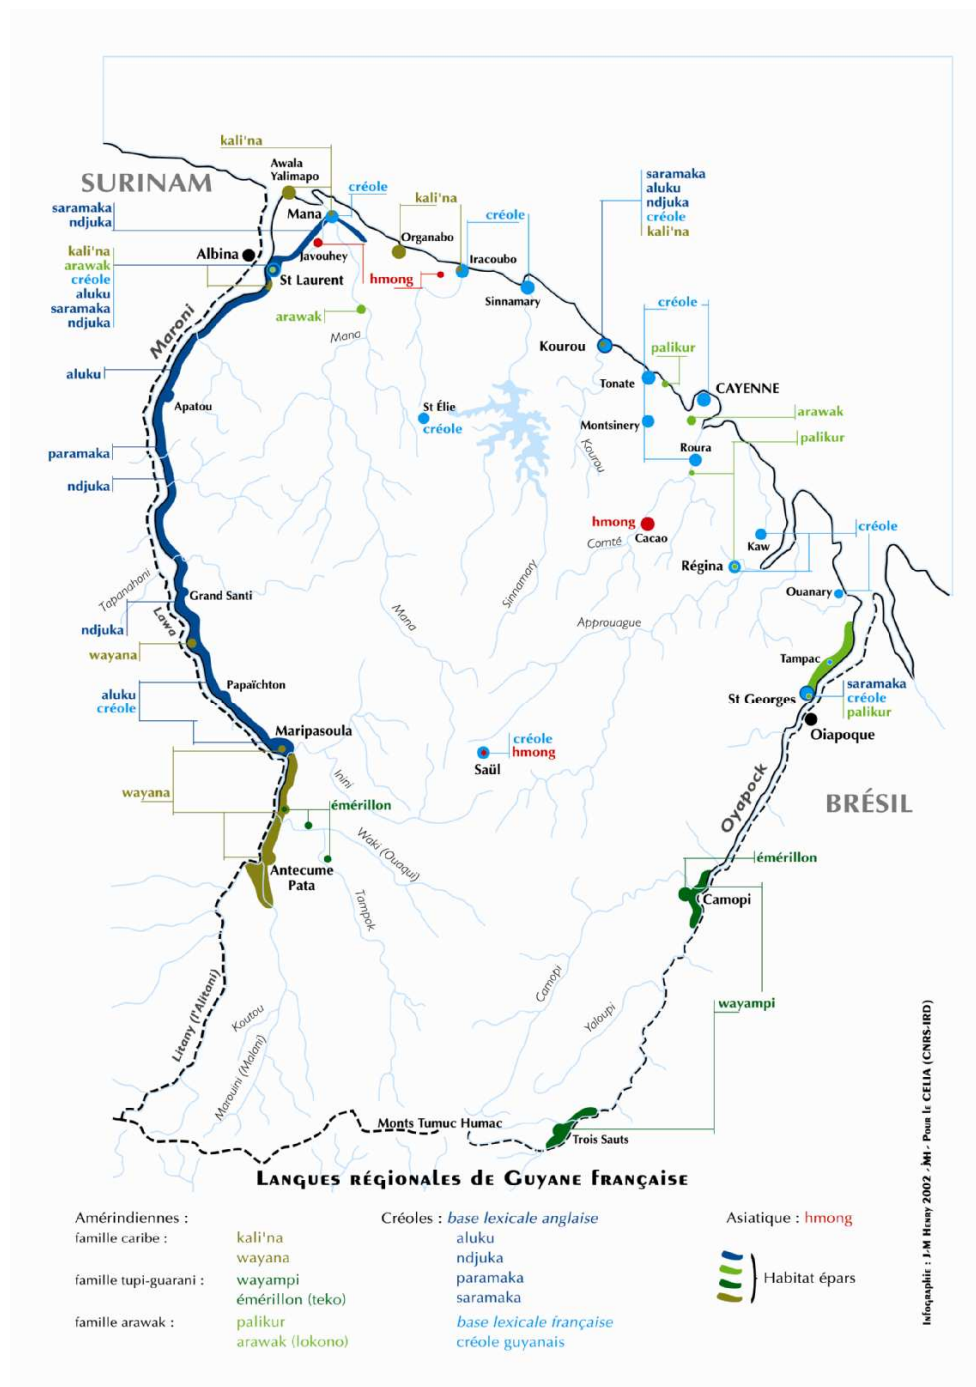 kali'na
Awala
Yalimapo
SURINAM
créole
saramaka
ndjuka
Mana
kali'na
saramaka
aluku
ndjuka
créole
kali'na
créole
Organabo
kali'na
arawak
créole
aluku
saramaka
ndjuka
Albina
Javouhey
Iracoubo
St Laurent
hmong
Sinnamary
créole
arawak
Maroni
Mana
Kourou
palikur
aluku
Tonate
CAYENNE
Apatou
St Élie
créole
Montsinery
arawak
palikur
Kourou
Roura
paramaka
ndjuka
hmong
Cacao
Comté
créole
Kaw
Régina
Tapanahoni
Grand Santi
Sinnamary
Ouanary
Lawa
Mana
Approuague
ndjuka
wayana
Tampac
Papaïchton
aluku
créole
St Georges
saramaka
créole
palikur
Maripasoula
Oiapoque
créole
hmong
Saül
Inini
wayana
émérillon
Oyapock
BRÉSIL
Waki (Ouaqui)
Antecume
Pata
émérillon
Tampok
Camopi
Camopi
Litany (l'Alitani)
Koutou
Yaloupi
wayampi
Marouini (Malani)
Monts Tumuc Humac
Trois Sauts
Langues régionales de Guyane française
Amérindiennes :
famille caribe : kali'na
wayana
famille tupi-guarani : wayampi
émérillon (teko)
famille arawak : palikur
arawak (lokono)
Créoles : base lexicale anglaise
aluku
ndjuka
paramaka
saramaka
base lexicale française
créole guyanais
Asiatique : hmong
Habitat épars
Infographie : J-M Henry 2002 - JMH - Pour le CELIA (CNRS-IRD)